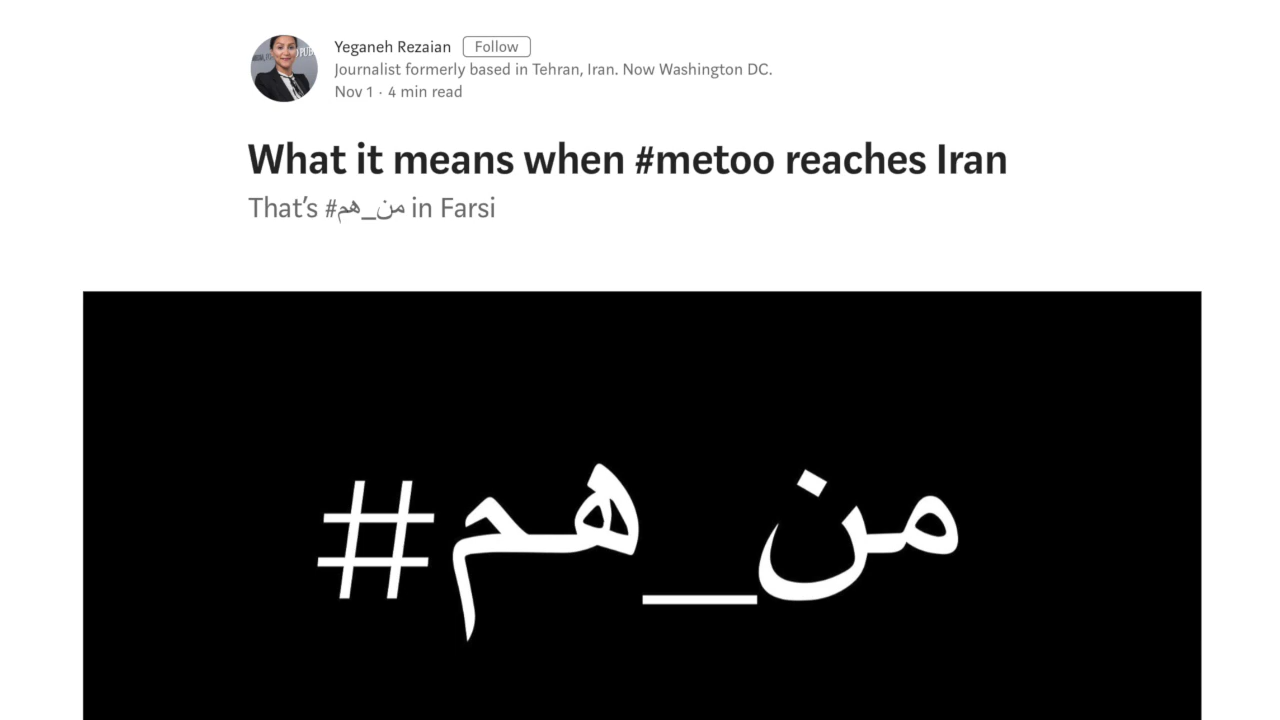 Yeganeh Rezaian Follow
Journalist formerly based in Tehran, Iran. Now Washington DC.
Nov 1 · 4 min read
What it means when #metoo reaches Iran
That’s #من_هم in Farsi
#من_هم